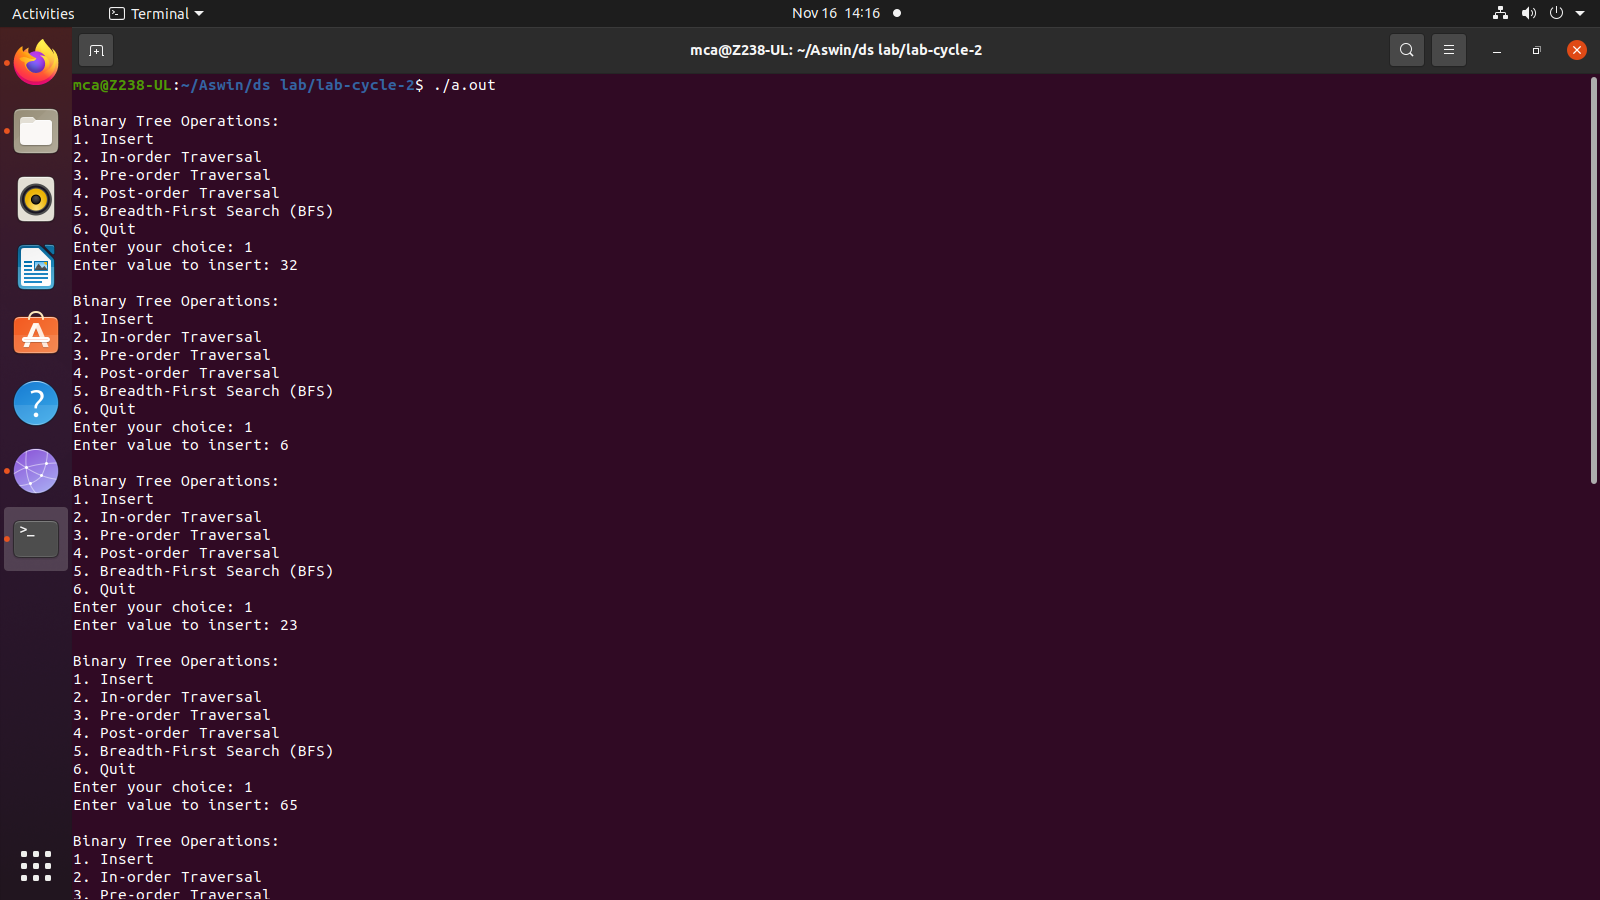 Activities
Terminal
Nov 16 14:16
mca@Z238-UL: ~/Aswin/ds lab/lab-cycle-2
mca@Z238-UL:~/Aswin/ds lab/lab-cycle-2$ ./a.out
Binary Tree Operations:
1. Insert
2. In-order Traversal
3. Pre-order Traversal
4. Post-order Traversal
5. Breadth-First Search (BFS)
6. Quit
Enter your choice: 1
Enter value to insert: 32
Binary Tree Operations:
1. Insert
2. In-order Traversal
3. Pre-order Traversal
4. Post-order Traversal
5. Breadth-First Search (BFS)
6. Quit
Enter your choice: 1
Enter value to insert: 6
Binary Tree Operations:
1. Insert
2. In-order Traversal
3. Pre-order Traversal
4. Post-order Traversal
5. Breadth-First Search (BFS)
6. Quit
Enter your choice: 1
Enter value to insert: 23
Binary Tree Operations:
1. Insert
2. In-order Traversal
3. Pre-order Traversal
4. Post-order Traversal
5. Breadth-First Search (BFS)
6. Quit
Enter your choice: 1
Enter value to insert: 65
Binary Tree Operations:
1. Insert
2. In-order Traversal
3. Pre-order Traversal